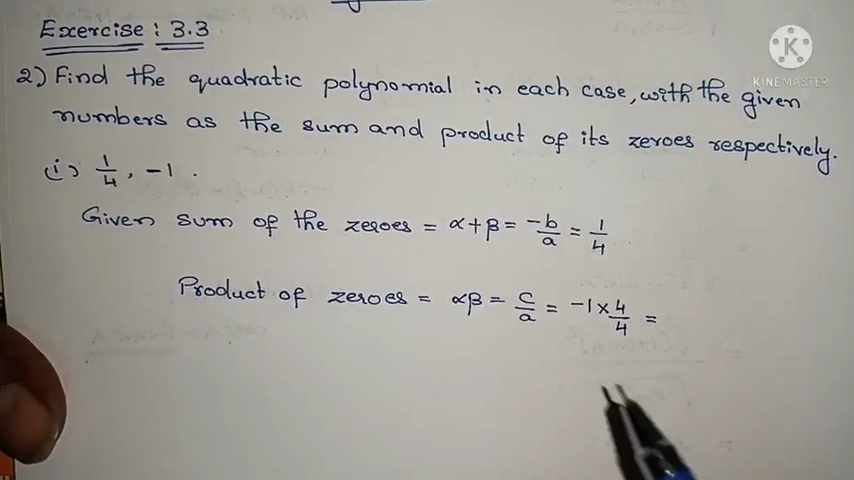 Exercise : 3.3
K
KINEMASTER
2) Find the quadratic polynomial in each case, with the given
numbers as the sum and product of its zeroes respectively.
(i) 1/4, -1 .
Given sum of the zeroes = α+β = -b/a = 1/4
Product of zeroes = αβ = c/a = -1 × 4/4 =